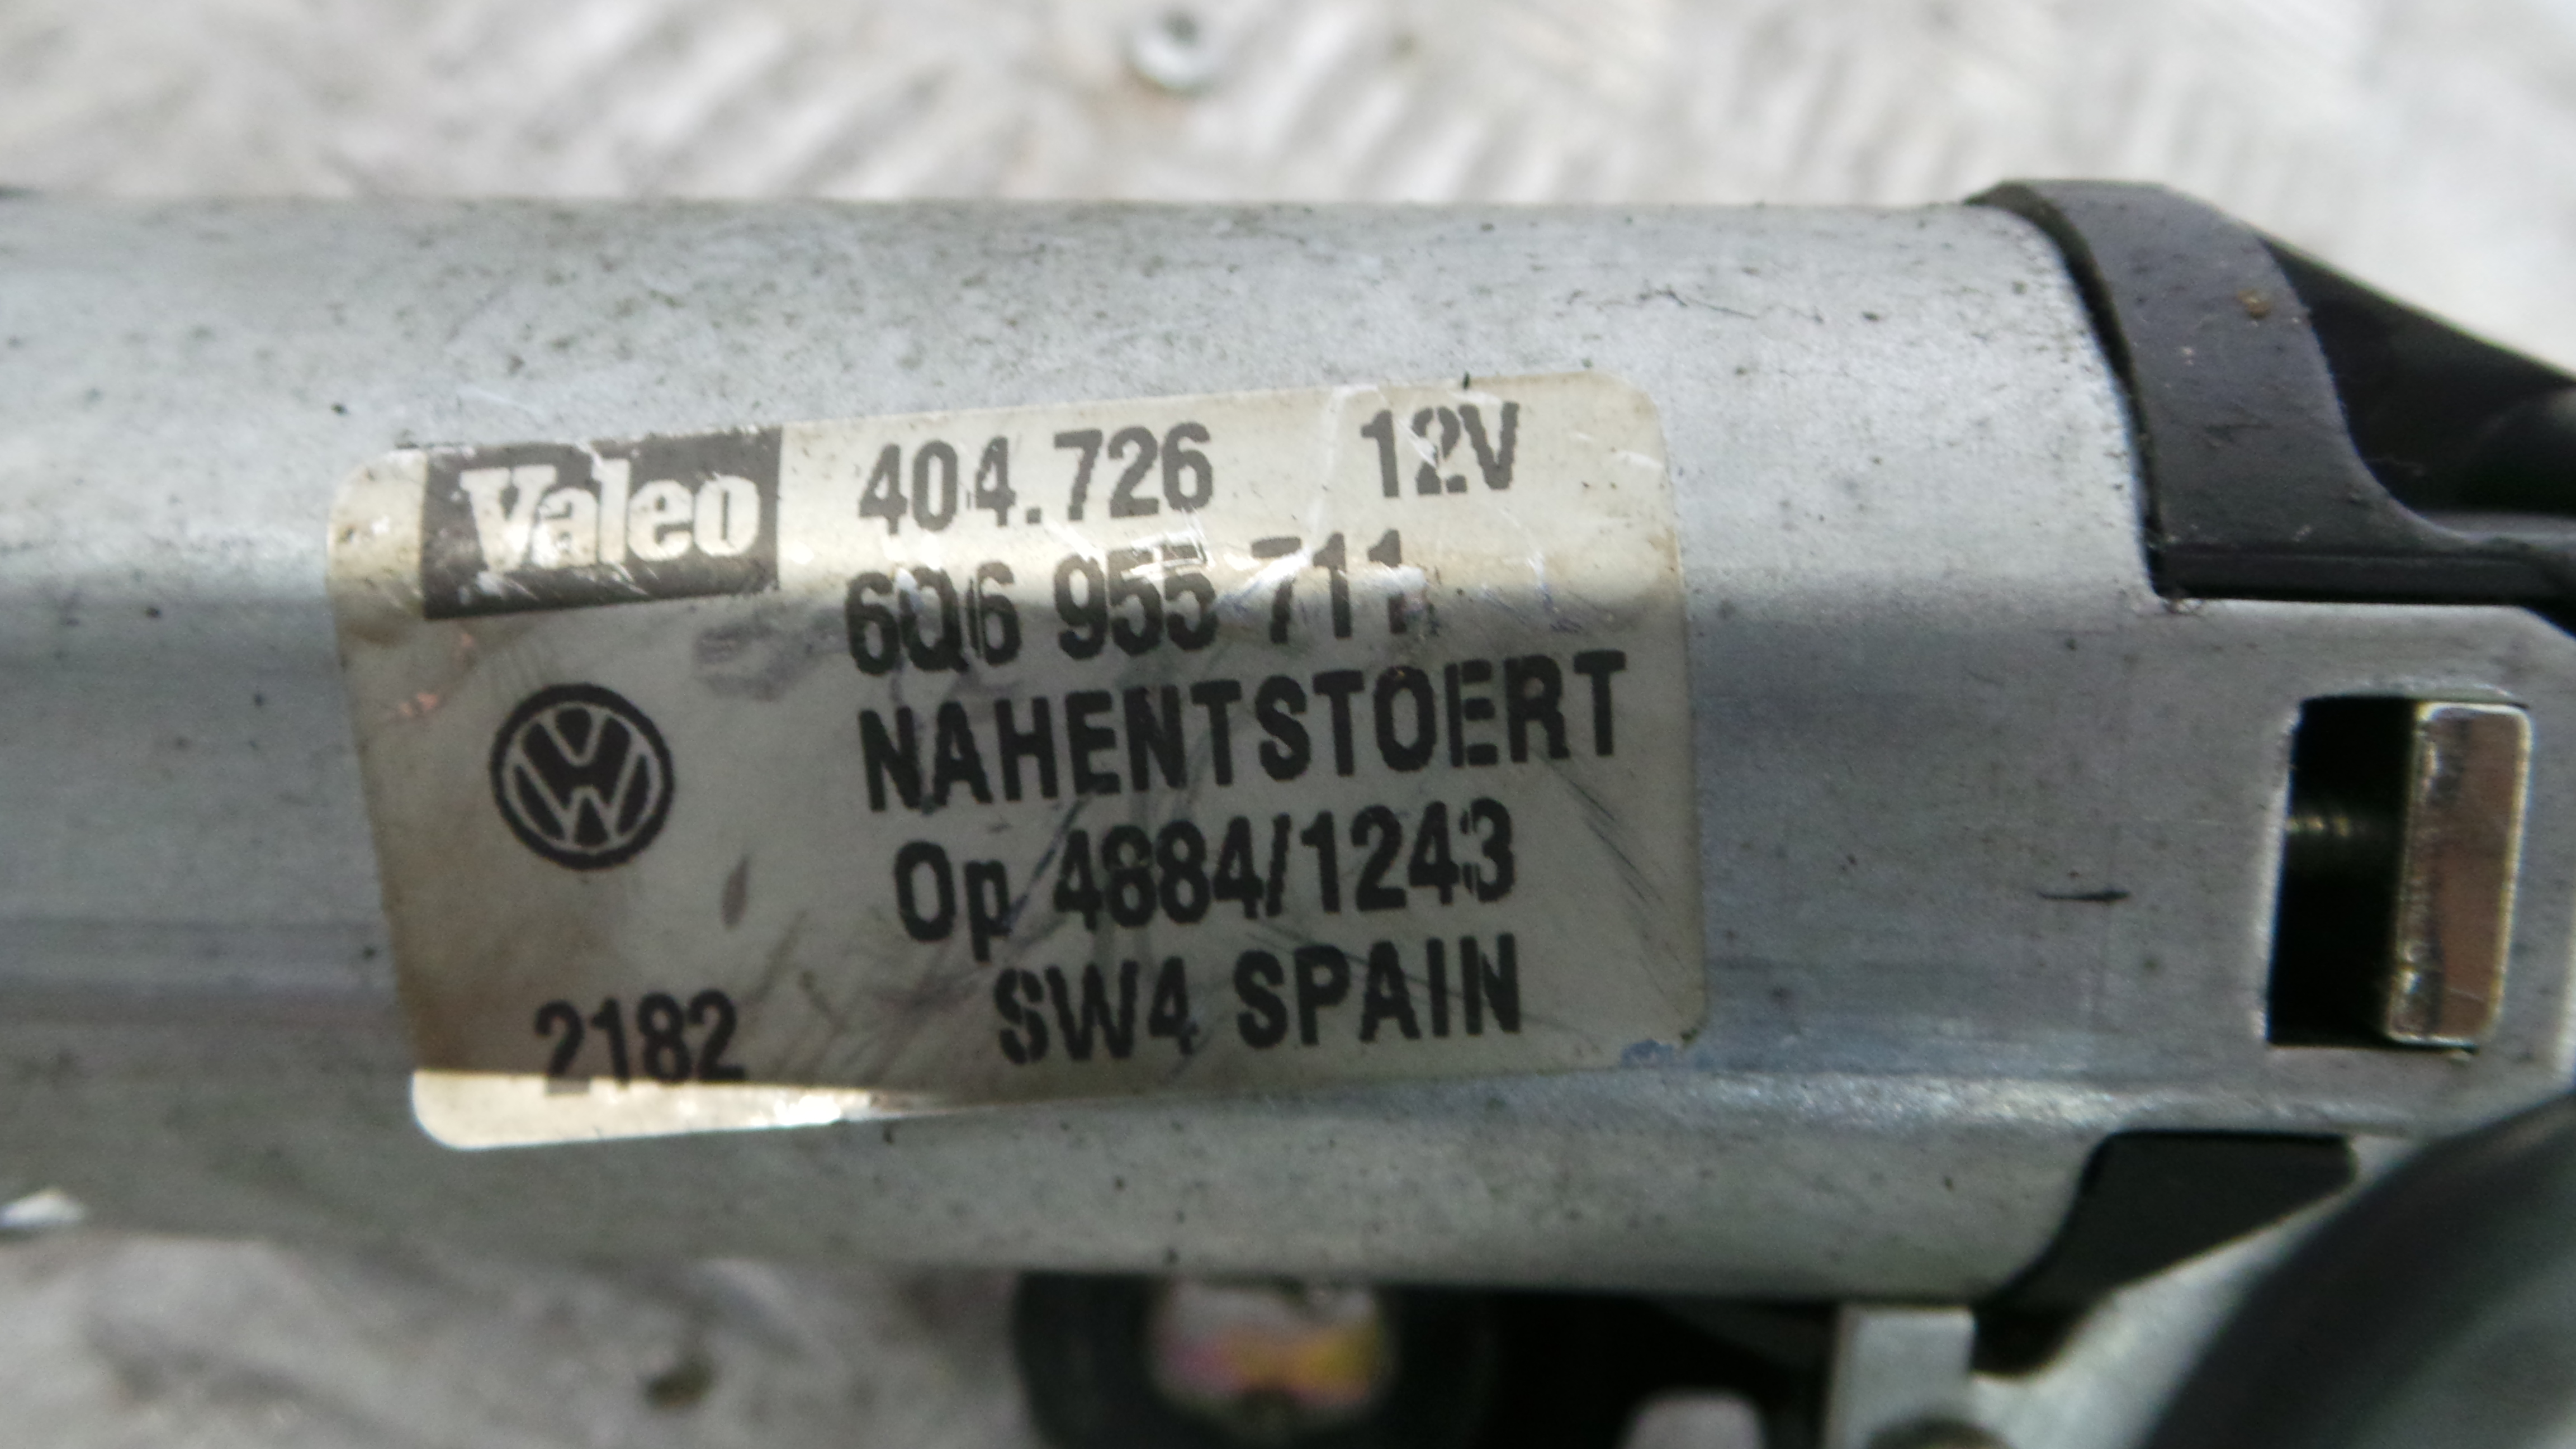 Valeo 404.726 12V
6Q6 955 711
NAHENTSTOERT
Op 4884/1243
SW4 SPAIN
2182